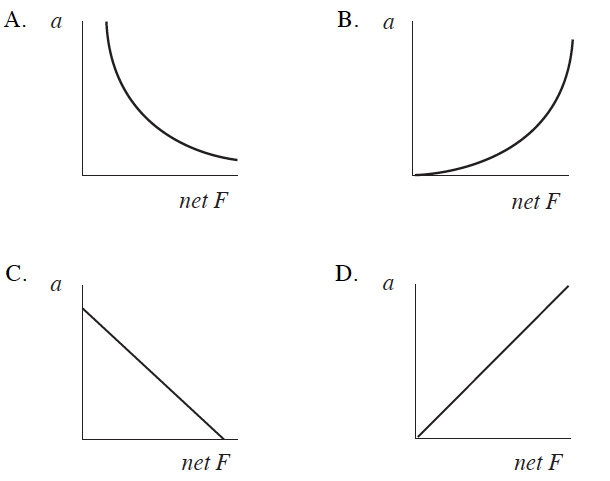 A. a
net F
B. a
net F
C. a
net F
D. a
net F